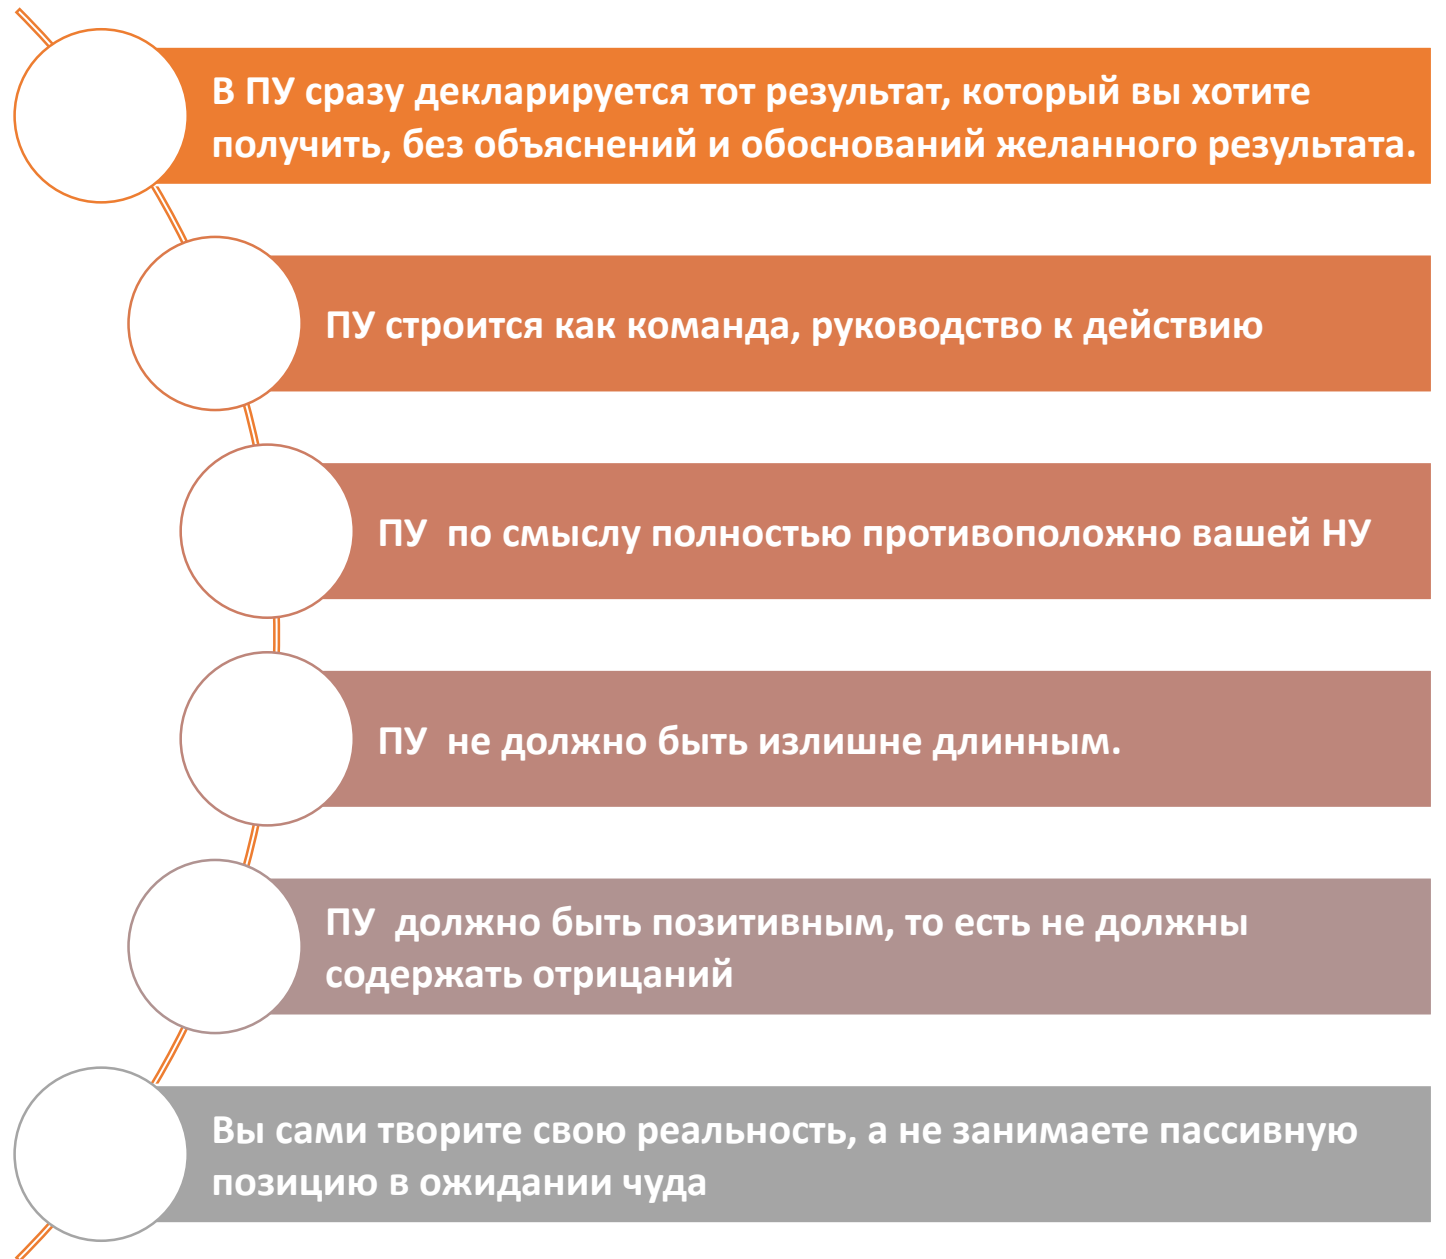 В ПУ сразу декларируется тот результат, который вы хотите
получить, без объяснений и обоснований желанного результата.
ПУ строится как команда, руководство к действию
ПУ  по смыслу полностью противоположно вашей НУ
ПУ  не должно быть излишне длинным.
ПУ  должно быть позитивным, то есть не должны
содержать отрицаний
Вы сами творите свою реальность, а не занимаете пассивную
позицию в ожидании чуда